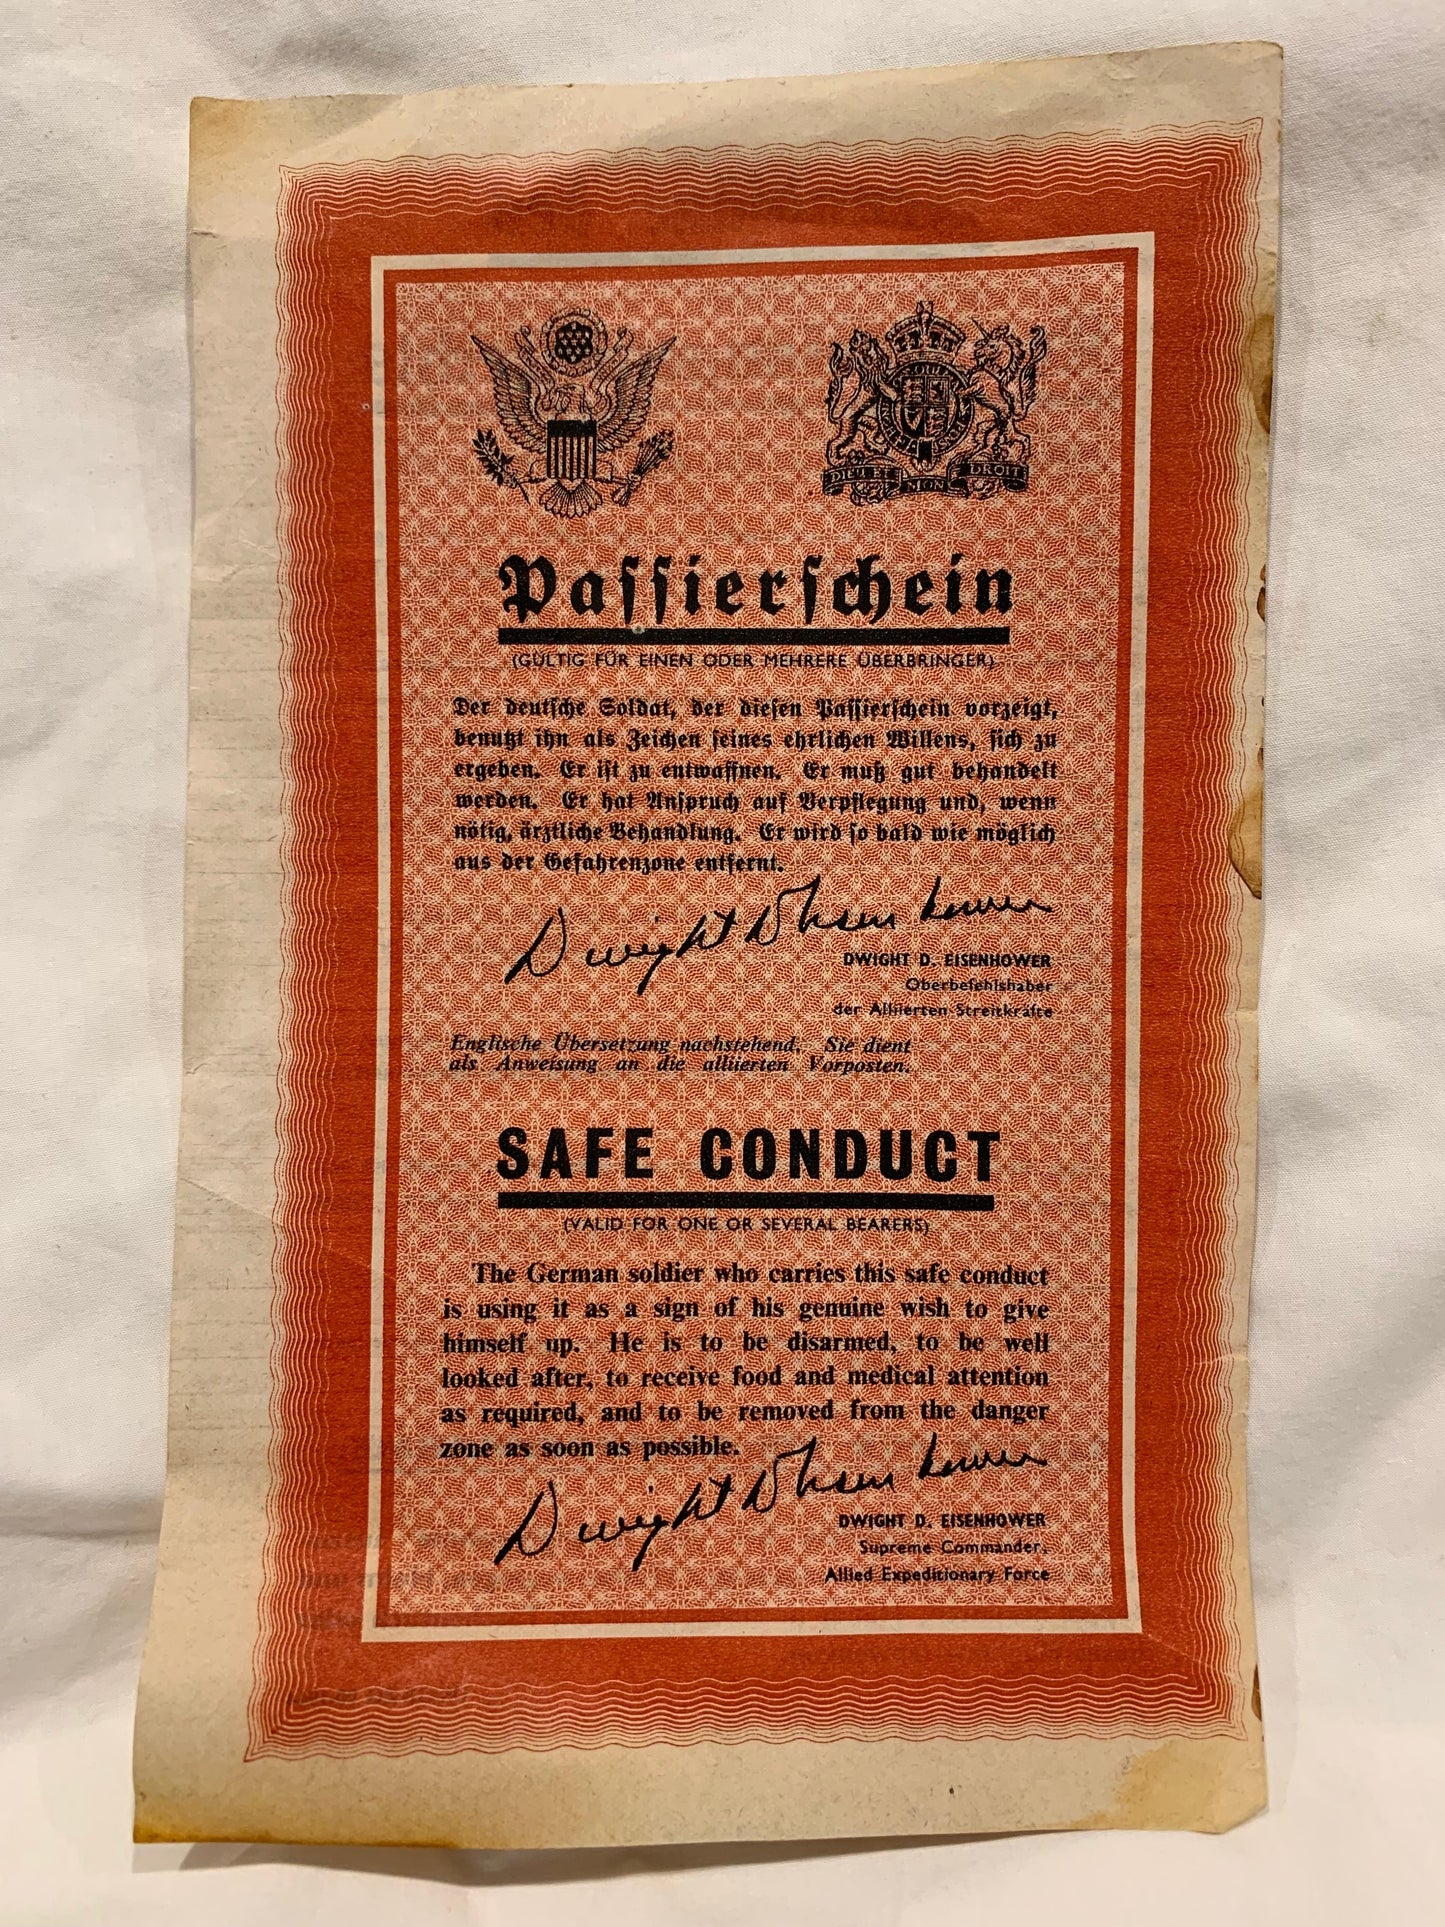 DIEU ET DROIT
MON
Passierschein
(GÜLTIG FÜR EINEN ODER MEHRERE ÜBERBRINGER)
Der deutsche Soldat, der diesen Passierschein vorzeigt,
benutzt ihn als Zeichen seines ehrlichen Willens, sich zu
ergeben. Er ist zu entwaffnen. Er muß gut behandelt
werden. Er hat Anspruch auf Verpflegung und, wenn
nötig, ärztliche Behandlung. Er wird so bald wie möglich
aus der Gefahrenzone entfernt.
Dwight D Eisenhower
DWIGHT D. EISENHOWER
Oberbefehlshaber
der Alliierten Streitkräfte
Englische Übersetzung nachstehend. Sie dient
als Anweisung an die alliierten Vorposten.
SAFE CONDUCT
(VALID FOR ONE OR SEVERAL BEARERS)
The German soldier who carries this safe conduct
is using it as a sign of his genuine wish to give
himself up. He is to be disarmed, to be well
looked after, to receive food and medical attention
as required, and to be removed from the danger
zone as soon as possible.
Dwight D Eisenhower
DWIGHT D. EISENHOWER
Supreme Commander,
Allied Expeditionary Force